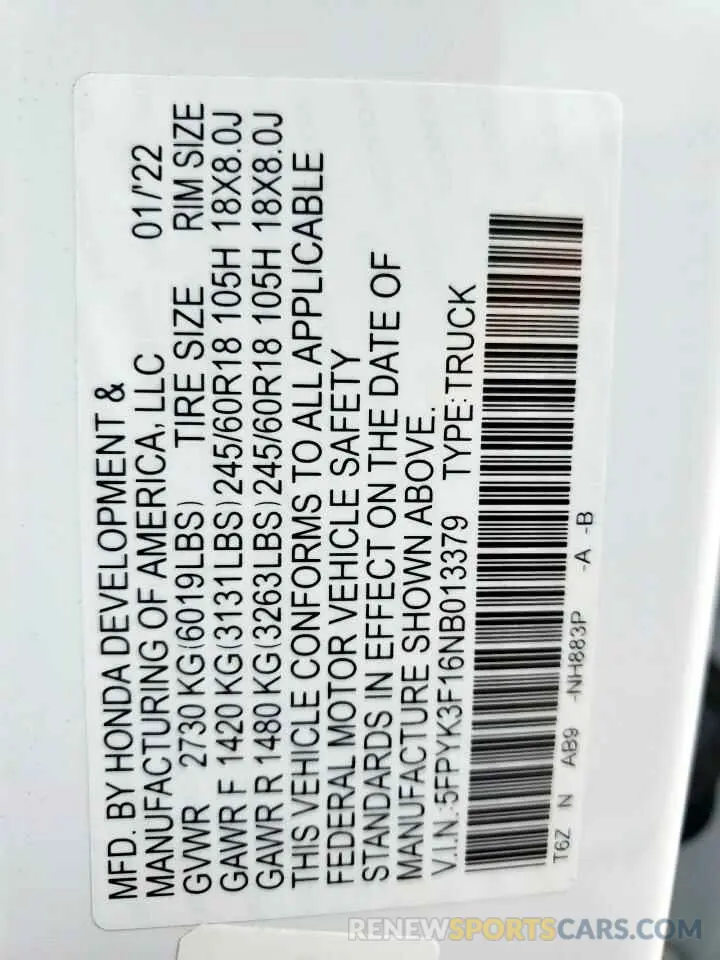 MFD. BY HONDA DEVELOPMENT &
MANUFACTURING OF AMERICA, LLC 01/'22
GVWR 2730 KG(6019LBS) TIRE SIZE RIM SIZE
GAWR F 1420 KG(3131LBS) 245/60R18 105H 18X8.0J
GAWR R 1480 KG(3263LBS) 245/60R18 105H 18X8.0J
THIS VEHICLE CONFORMS TO ALL APPLICABLE
FEDERAL MOTOR VEHICLE SAFETY
STANDARDS IN EFFECT ON THE DATE OF
MANUFACTURE SHOWN ABOVE.
V.I.N.:5FPYK3F16NB013379 TYPE:TRUCK
T6Z N AB9 -NH883P -A -B
RENEWSPORTSCARS.COM